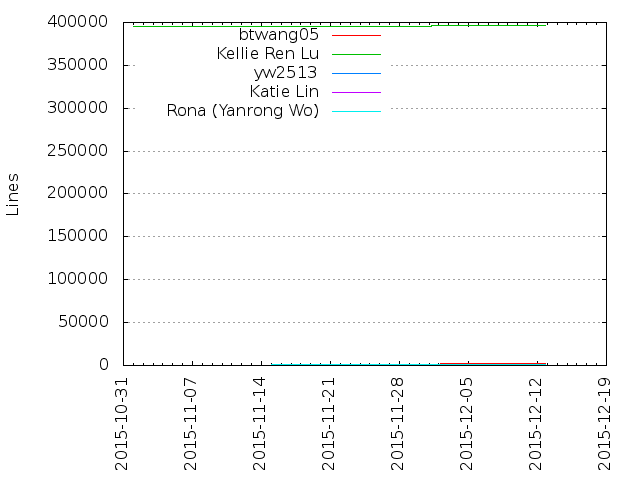 400000
350000
300000
250000
200000
150000
100000
50000
0
Lines
btwang05
Kellie Ren Lu
yw2513
Katie Lin
Rona (Yanrong Wo)
2015-10-31
2015-11-07
2015-11-14
2015-11-21
2015-11-28
2015-12-05
2015-12-12
2015-12-19